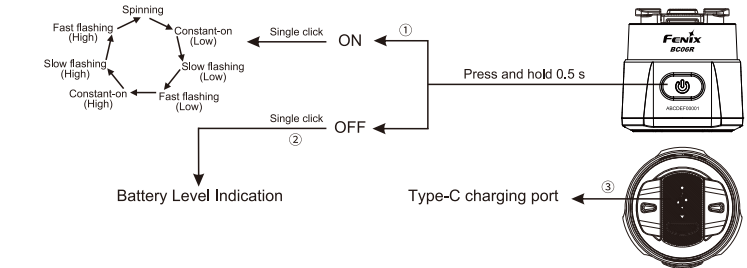 Spinning
Constant-on
(Low)
Slow flashing
(Low)
Fast flashing
(Low)
Constant-on
(High)
Slow flashing
(High)
Fast flashing
(High)
Single click
ON
①
Press and hold 0.5 s
FENIX
BC06R
ABCDEF00001
Single click
②
OFF
Battery Level Indication
Type-C charging port
③